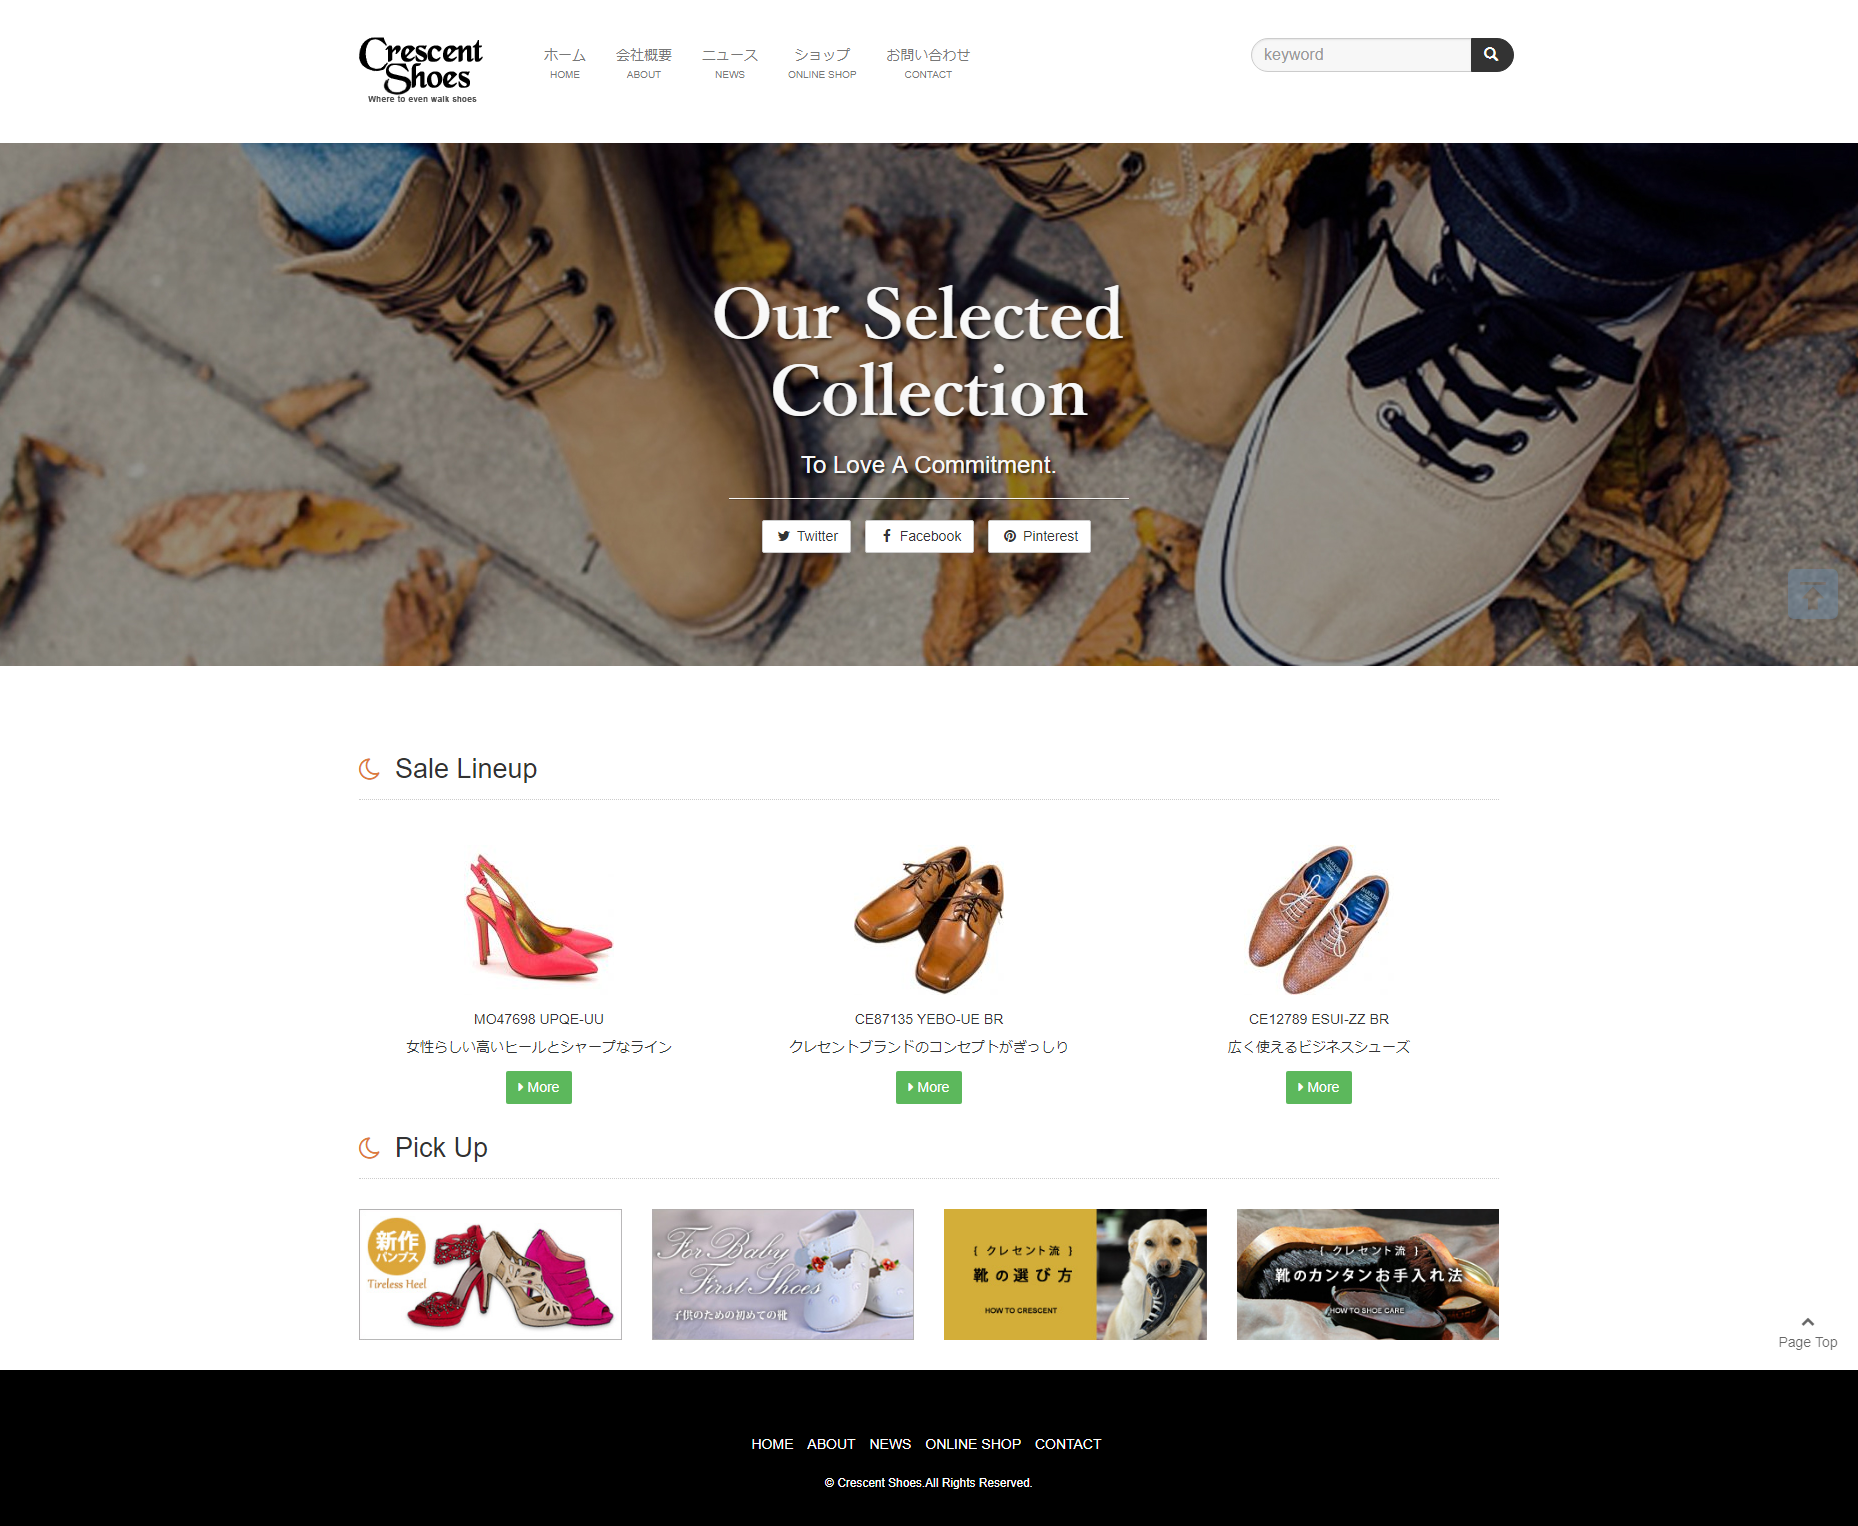 Crescent
Shoes
Where to even walk shoes
ホーム
HOME
会社概要
ABOUT
ニュース
NEWS
ショップ
ONLINE SHOP
お問い合わせ
CONTACT
keyword
Our Selected
Collection
To Love A Commitment.
Twitter
Facebook
Pinterest
Sale Lineup
MO47698 UPQE-UU
女性らしい高いヒールとシャープなライン
More
CE87135 YEBO-UE BR
クレセントブランドのコンセプトがぎっしり
More
CE12789 ESUI-ZZ BR
広く使えるビジネスシューズ
More
Pick Up
新作
パンプス
Tireless Heel
For Baby
First Shoes
子供のための初めての靴
{ クレセント流 }
靴の選び方
HOW TO CRESCENT
{ クレセント流 }
靴のカンタンお手入れ法
HOW TO SHOE CARE
Page Top
HOME ABOUT NEWS ONLINE SHOP CONTACT
© Crescent Shoes.All Rights Reserved.